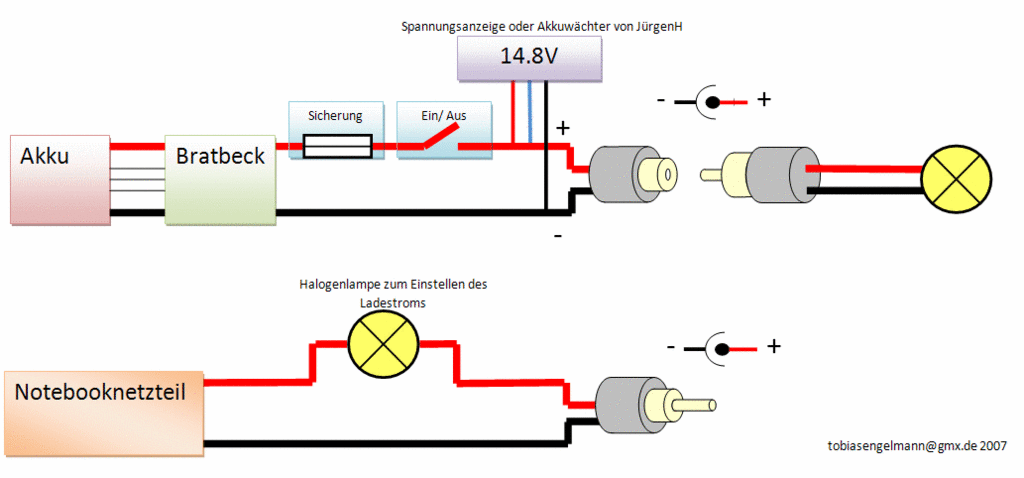 Spannungsanzeige oder Akkuwächter von JürgenH
14.8V
- +
Sicherung
Ein/ Aus
+
Akku
Bratbeck
-
Halogenlampe zum Einstellen des
Ladestroms
- +
Notebooknetzteil
tobiasengelmann@gmx.de 2007